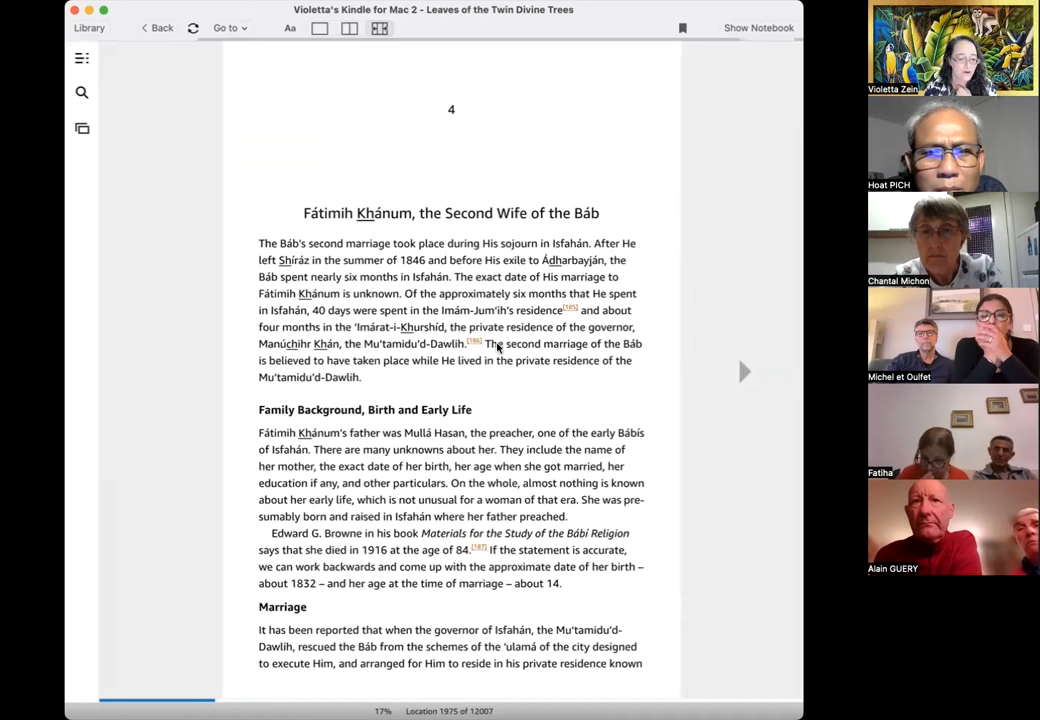 Violetta's Kindle for Mac 2 - Leaves of the Twin Divine Trees
Library
Back
Go to
Aa
Show Notebook
4
Fátimih Khánum, the Second Wife of the Báb
The Báb's second marriage took place during His sojourn in Isfahán. After He
left Shíráz in the summer of 1846 and before His exile to Ádharbayján, the
Báb spent nearly six months in Isfahán. The exact date of His marriage to
Fátimih Khánum is unknown. Of the approximately six months that He spent
in Isfahán, 40 days were spent in the Imám-Jum'ih's residence[185] and about
four months in the 'Imárat-i-Khurshíd, the private residence of the governor,
Manúchihr Khán, the Mu'tamidu'd-Dawlih.[186] The second marriage of the Báb
is believed to have taken place while He lived in the private residence of the
Mu'tamidu'd-Dawlih.
Family Background, Birth and Early Life
Fátimih Khánum's father was Mullá Hasan, the preacher, one of the early Bábís
of Isfahán. There are many unknowns about her. They include the name of
her mother, the exact date of her birth, her age when she got married, her
education if any, and other particulars. On the whole, almost nothing is known
about her early life, which is not unusual for a woman of that era. She was pre-
sumably born and raised in Isfahán where her father preached.
Edward G. Browne in his book Materials for the Study of the Bábí Religion
says that she died in 1916 at the age of 84.[187] If the statement is accurate,
we can work backwards and come up with the approximate date of her birth –
about 1832 – and her age at the time of marriage – about 14.
Marriage
It has been reported that when the governor of Isfahán, the Mu'tamidu'd-
Dawlih, rescued the Báb from the schemes of the 'ulamá of the city designed
to execute Him, and arranged for Him to reside in his private residence known
17% Location 1975 of 12007
Violetta Zein
Hoat PICH
Chantal Michon
Michel et Oulfet
Fatiha
Alain GUERY